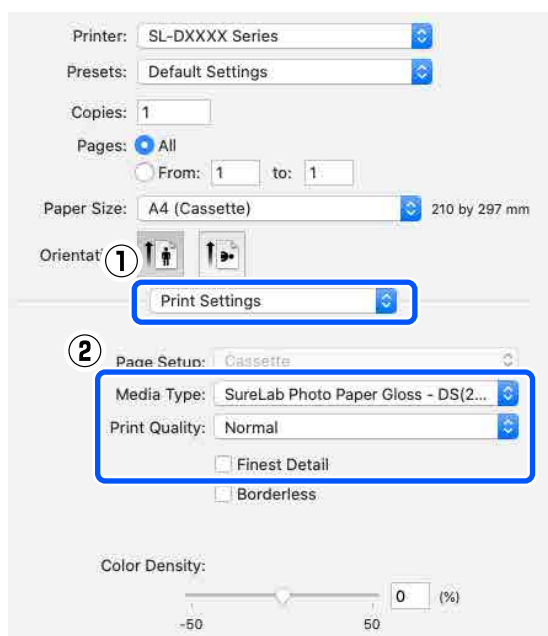 Printer: SL-DXXXX Series
Presets: Default Settings
Copies: 1
Pages: All
From: 1 to: 1
Paper Size: A4 (Cassette) 210 by 297 mm
Orientati
1
Print Settings
2
Page Setup: Cassette
Media Type: SureLab Photo Paper Gloss - DS(2...
Print Quality: Normal
Finest Detail
Borderless
Color Density:
0 (%)
-50 50